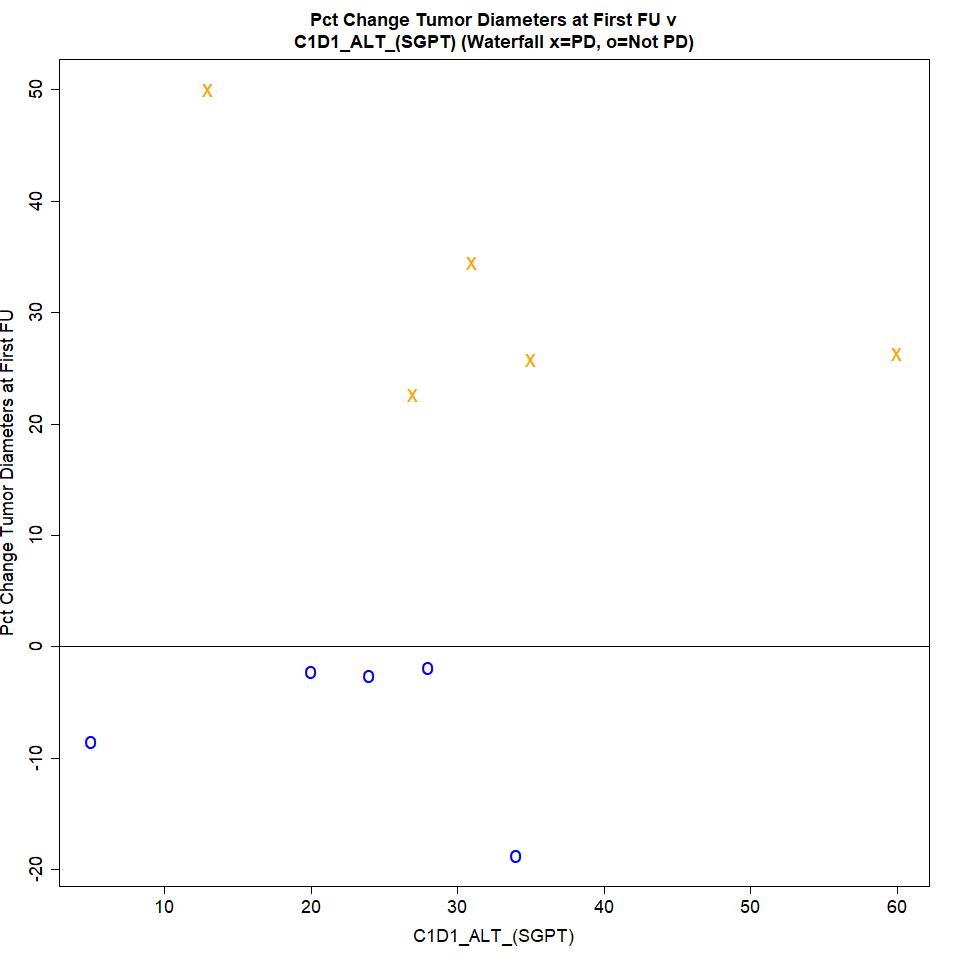 Pct Change Tumor Diameters at First FU v
C1D1_ALT_(SGPT) (Waterfall x=PD, o=Not PD)
Pct Change Tumor Diameters at First FU
50
40
30
20
10
0
-10
-20
X
X
X
X
X
O
O
O
O
O
10
20
30
40
50
60
C1D1_ALT_(SGPT)